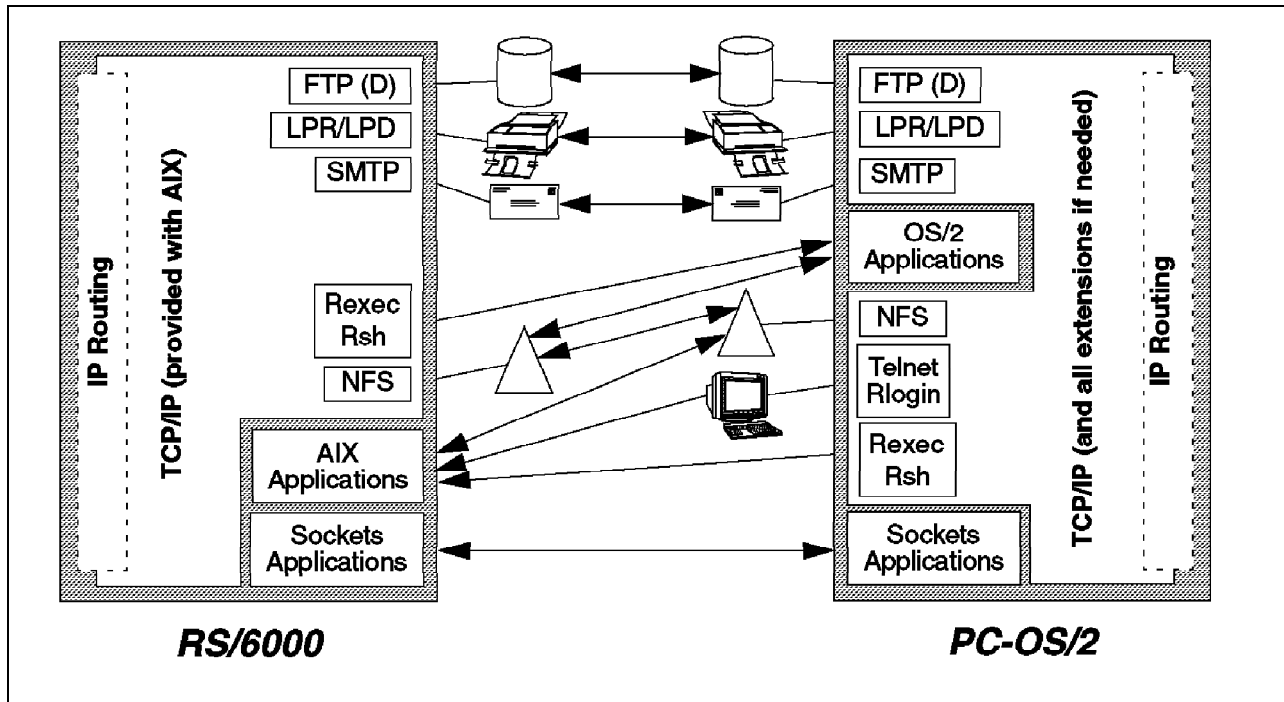 IP Routing
TCP/IP (provided with AIX)
FTP (D)
LPR/LPD
SMTP
Rexec
Rsh
NFS
AIX
Applications
Sockets
Applications
RS/6000
FTP (D)
LPR/LPD
SMTP
OS/2
Applications
NFS
Telnet
Rlogin
Rexec
Rsh
Sockets
Applications
TCP/IP (and all extensions if needed)
IP Routing
PC-OS/2